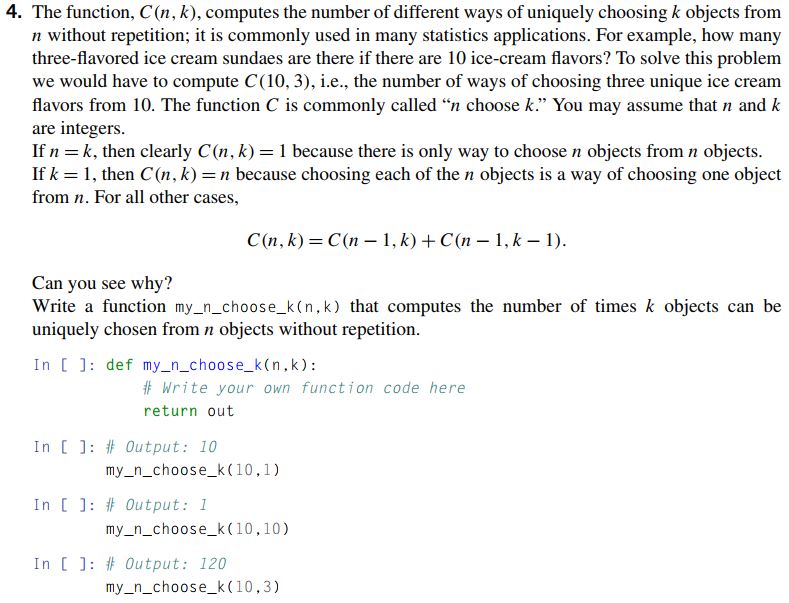 4. The function, C(n, k), computes the number of different ways of uniquely choosing k objects from
n without repetition; it is commonly used in many statistics applications. For example, how many
three-flavored ice cream sundaes are there if there are 10 ice-cream flavors? To solve this problem
we would have to compute C(10, 3), i.e., the number of ways of choosing three unique ice cream
flavors from 10. The function C is commonly called “n choose k.” You may assume that n and k
are integers.
If n = k, then clearly C(n, k) = 1 because there is only way to choose n objects from n objects.
If k = 1, then C(n, k) = n because choosing each of the n objects is a way of choosing one object
from n. For all other cases,
C(n, k) = C(n − 1, k) + C(n − 1, k − 1).
Can you see why?
Write a function my_n_choose_k(n,k) that computes the number of times k objects can be
uniquely chosen from n objects without repetition.
In [ ]: def my_n_choose_k(n,k):
# Write your own function code here
return out
In [ ]: # Output: 10
my_n_choose_k(10,1)
In [ ]: # Output: 1
my_n_choose_k(10,10)
In [ ]: # Output: 120
my_n_choose_k(10,3)